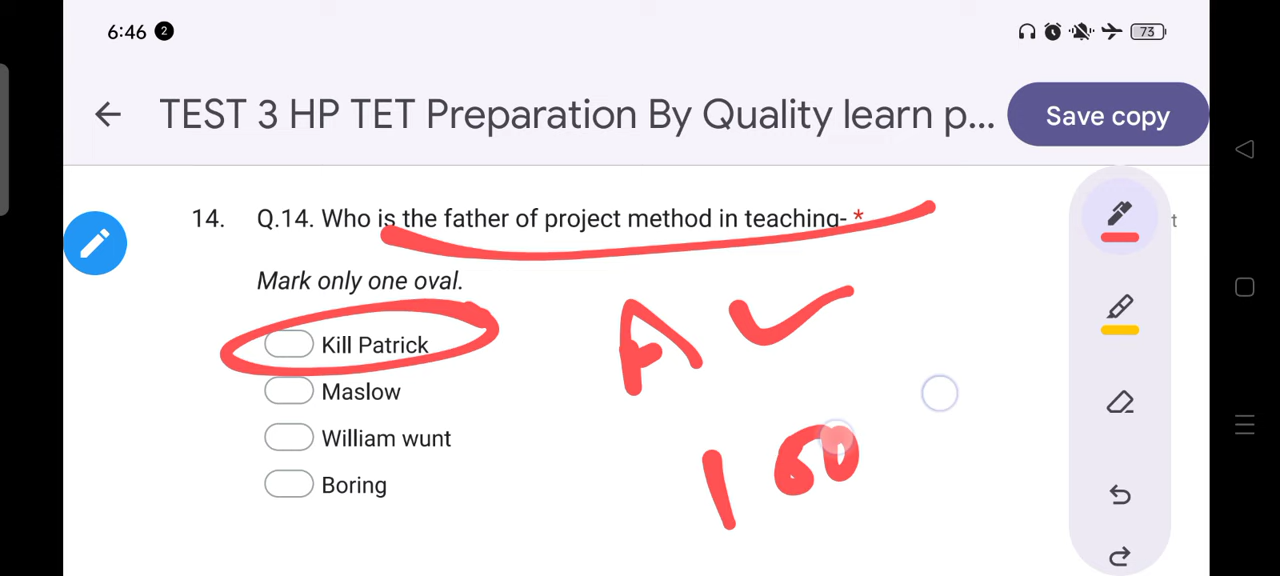 6:46 2 73
TEST 3 HP TET Preparation By Quality learn p... Save copy
14. Q.14. Who is the father of project method in teaching- *
t
Mark only one oval.
Kill Patrick
A
Maslow
William wunt
Boring